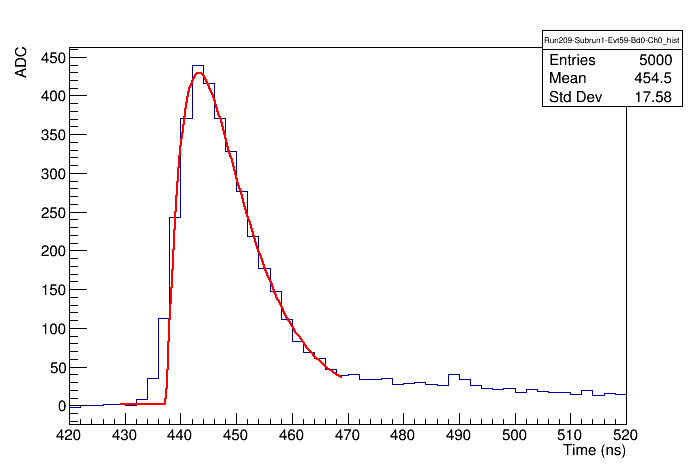 Run209-Subrun1-Evt59-Bd0-Ch0_hist
Entries 5000
Mean 454.5
Std Dev 17.58
ADC
450
400
350
300
250
200
150
100
50
0
420 430 440 450 460 470 480 490 500 510 520
Time (ns)